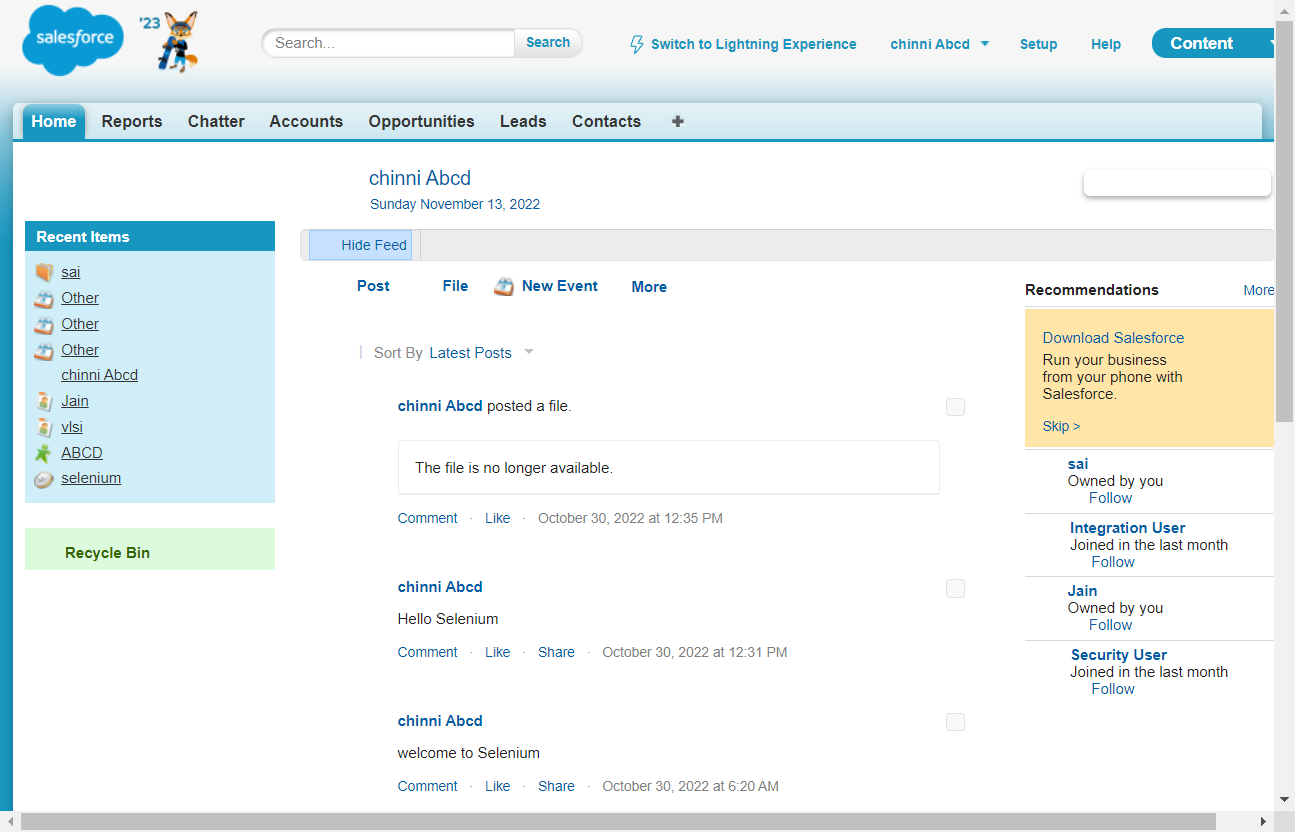 salesforce
'23
Search...
Search
Switch to Lightning Experience
chinni Abcd
Setup
Help
Content
Home
Reports
Chatter
Accounts
Opportunities
Leads
Contacts
chinni Abcd
Sunday November 13, 2022
Recent Items
sai
Other
Other
Other
chinni Abcd
Jain
vlsi
ABCD
selenium
Recycle Bin
Hide Feed
Post
File
New Event
More
Sort By Latest Posts
chinni Abcd posted a file.
The file is no longer available.
Comment · Like · October 30, 2022 at 12:35 PM
chinni Abcd
Hello Selenium
Comment · Like · Share · October 30, 2022 at 12:31 PM
chinni Abcd
welcome to Selenium
Comment · Like · Share · October 30, 2022 at 6:20 AM
Recommendations
More
Download Salesforce
Run your business
from your phone with
Salesforce.
Skip >
sai
Owned by you
Follow
Integration User
Joined in the last month
Follow
Jain
Owned by you
Follow
Security User
Joined in the last month
Follow